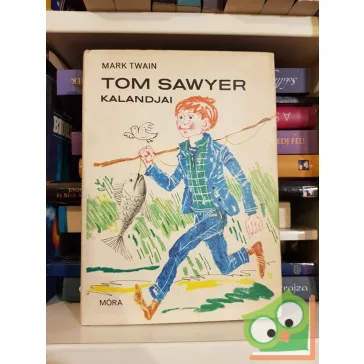 MARK TWAIN
TOM SAWYER
KALANDJAI
MÓRA